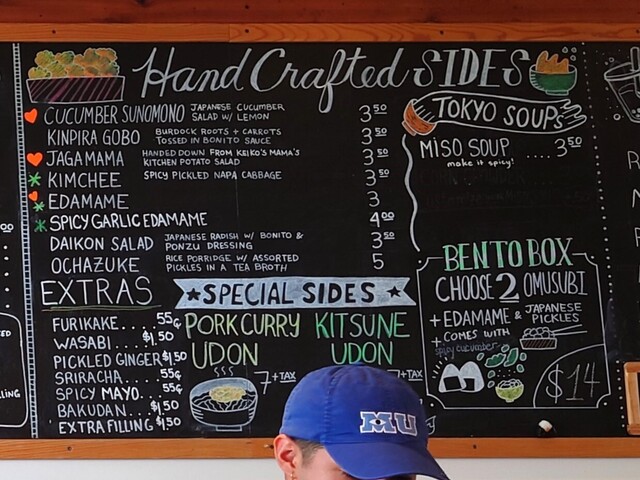 Hand Crafted SIDES
CUCUMBER SUNOMONO JAPANESE CUCUMBER SALAD W/ LEMON 3.50
KINPIRA GOBO BURDOCK ROOTS + CARROTS TOSSED IN BONITO SAUCE 3.50
JAGAMAMA HANDED DOWN FROM KEIKO'S MAMA'S KITCHEN POTATO SALAD 3.50
KIMCHEE SPICY PICKLED NAPA CABBAGE 3.50
EDAMAME 3
SPICY GARLIC EDAMAME 4.00
DAIKON SALAD JAPANESE RADISH W/ BONITO & PONZU DRESSING 3.50
OCHAZUKE RICE PORRIDGE W/ ASSORTED PICKLES IN A TEA BROTH 5
TOKYO SOUPS
MISO SOUP .... 3.50
make it spicy!
EXTRAS
FURIKAKE... 55¢
WASABI. $1.50
PICKLED GINGER $1.50
SRIRACHA... 55¢
SPICY MAYO. 55¢
BAKUDAN... $1.50
EXTRA FILLING $1.50
★SPECIAL SIDES★
PORK CURRY UDON
7+TAX
KITSUNE UDON
+TAX
BENTO BOX
CHOOSE 2 OMUSUBI
+ EDAMAME & JAPANESE PICKLES
+ COMES WITH
spicy cucumber
$14
MU